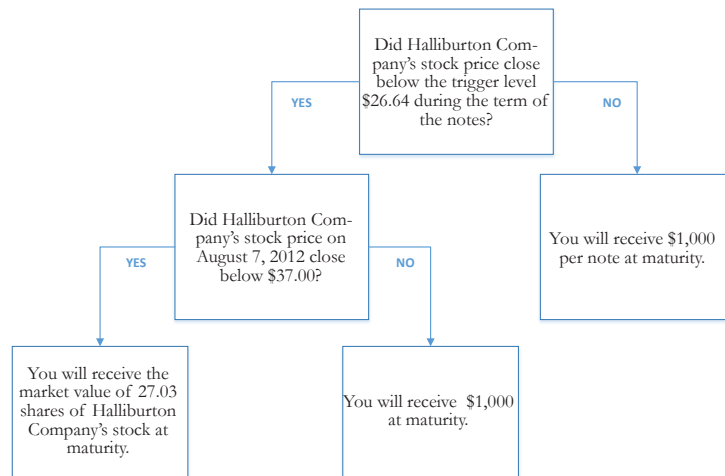 Did Halliburton Com-
pany's stock price close
below the trigger level
$26.64 during the term of
the notes?
YES
NO
Did Halliburton Com-
pany's stock price on
August 7, 2012 close
below $37.00?
You will receive $1,000
per note at maturity.
YES
NO
You will receive the
market value of 27.03
shares of Halliburton
Company's stock at
maturity.
You will receive $1,000
at maturity.